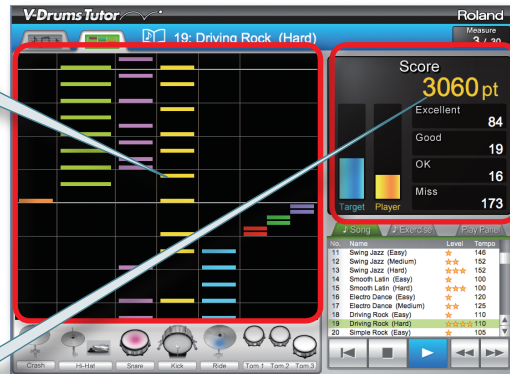 V-Drums Tutor
Roland
19: Driving Rock (Hard)
Measure
3 / 30
Score
3060 pt
Excellent
84
Good
19
OK
16
Miss
173
Target Player
Song Exercise Play Panel
No. Name Level Tempo
11 Swing Jazz (Easy) 146
12 Swing Jazz (Medium) 152
13 Swing Jazz (Hard) 152
14 Smooth Latin (Easy) 100
15 Smooth Latin (Hard) 100
16 Electro Dance (Easy) 120
17 Electro Dance (Medium) 125
18 Driving Rock (Easy) 110
19 Driving Rock (Hard) 110
20 Simple Rock (Easy) 105
Crash Hi-Hat Snare Kick Ride Tom 1 Tom 2 Tom 3